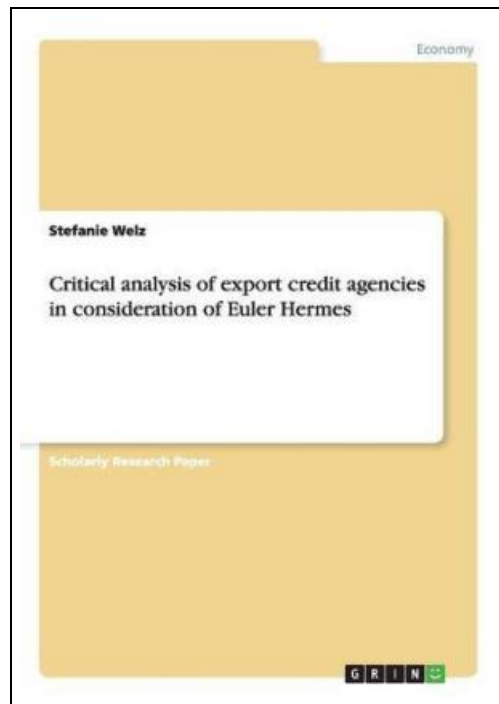 Economy
Stefanie Welz
Critical analysis of export credit agencies
in consideration of Euler Hermes
Scholarly Research Paper
GRIN